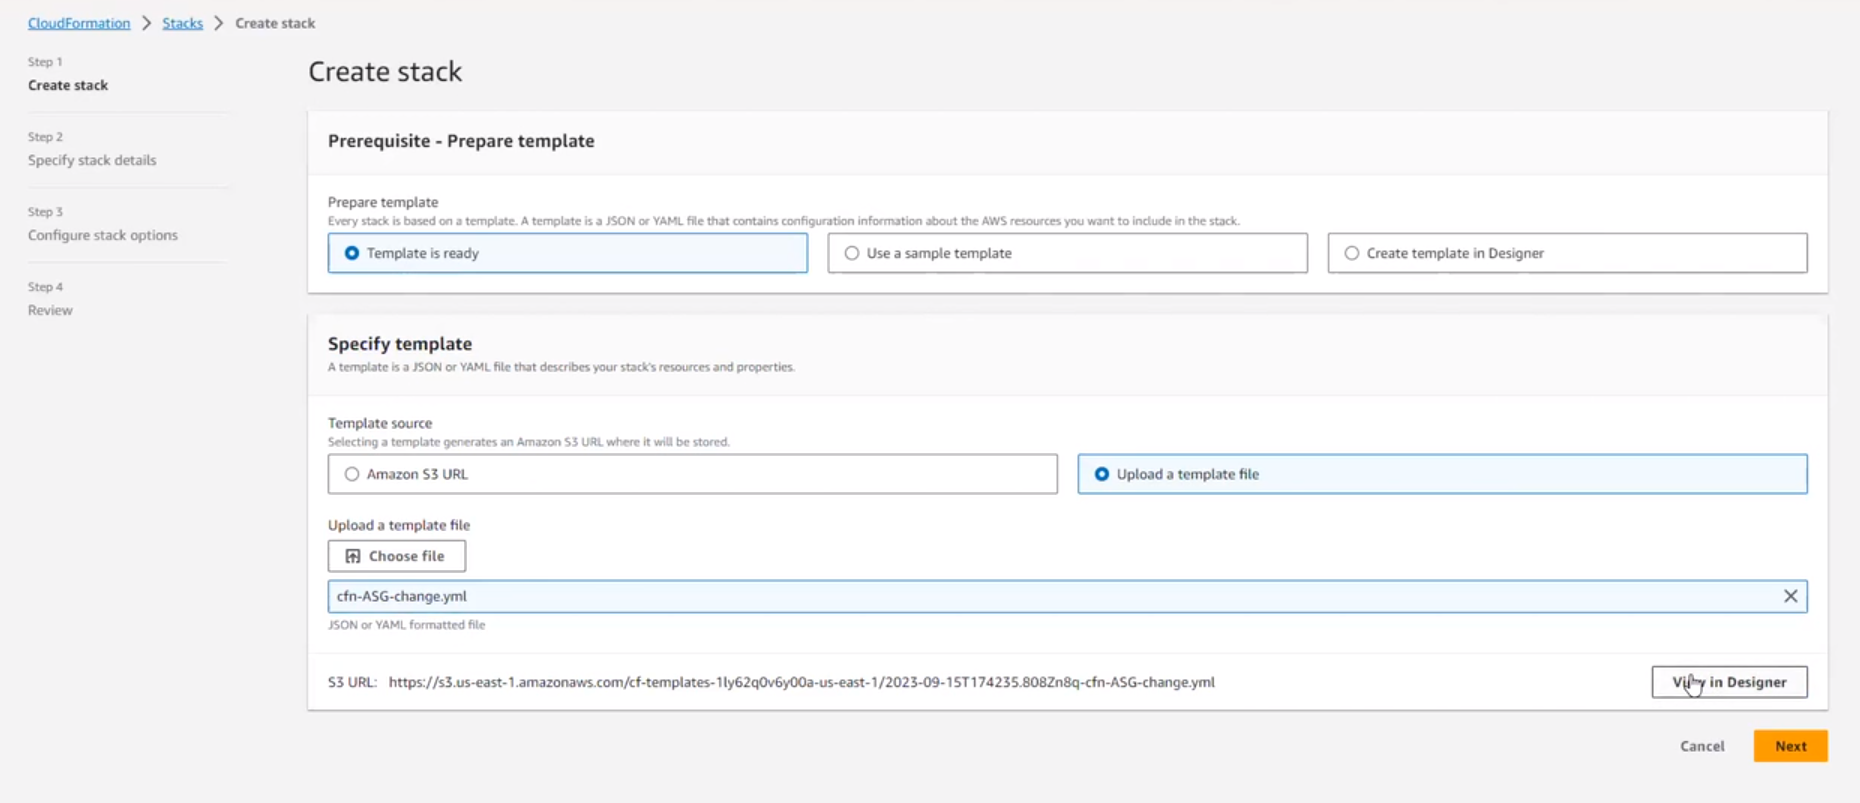 CloudFormation > Stacks > Create stack
Step 1
Create stack
Step 2
Specify stack details
Step 3
Configure stack options
Step 4
Review
Create stack
Prerequisite - Prepare template
Prepare template
Every stack is based on a template. A template is a JSON or YAML file that contains configuration information about the AWS resources you want to include in the stack.
Template is ready
Use a sample template
Create template in Designer
Specify template
A template is a JSON or YAML file that describes your stack's resources and properties.
Template source
Selecting a template generates an Amazon S3 URL where it will be stored.
Amazon S3 URL
Upload a template file
Upload a template file
Choose file
cfn-ASG-change.yml
JSON or YAML formatted file
S3 URL: https://s3.us-east-1.amazonaws.com/cf-templates-1ly62q0v6y00a-us-east-1/2023-09-15T174235.808Zn8q-cfn-ASG-change.yml
View in Designer
Cancel
Next